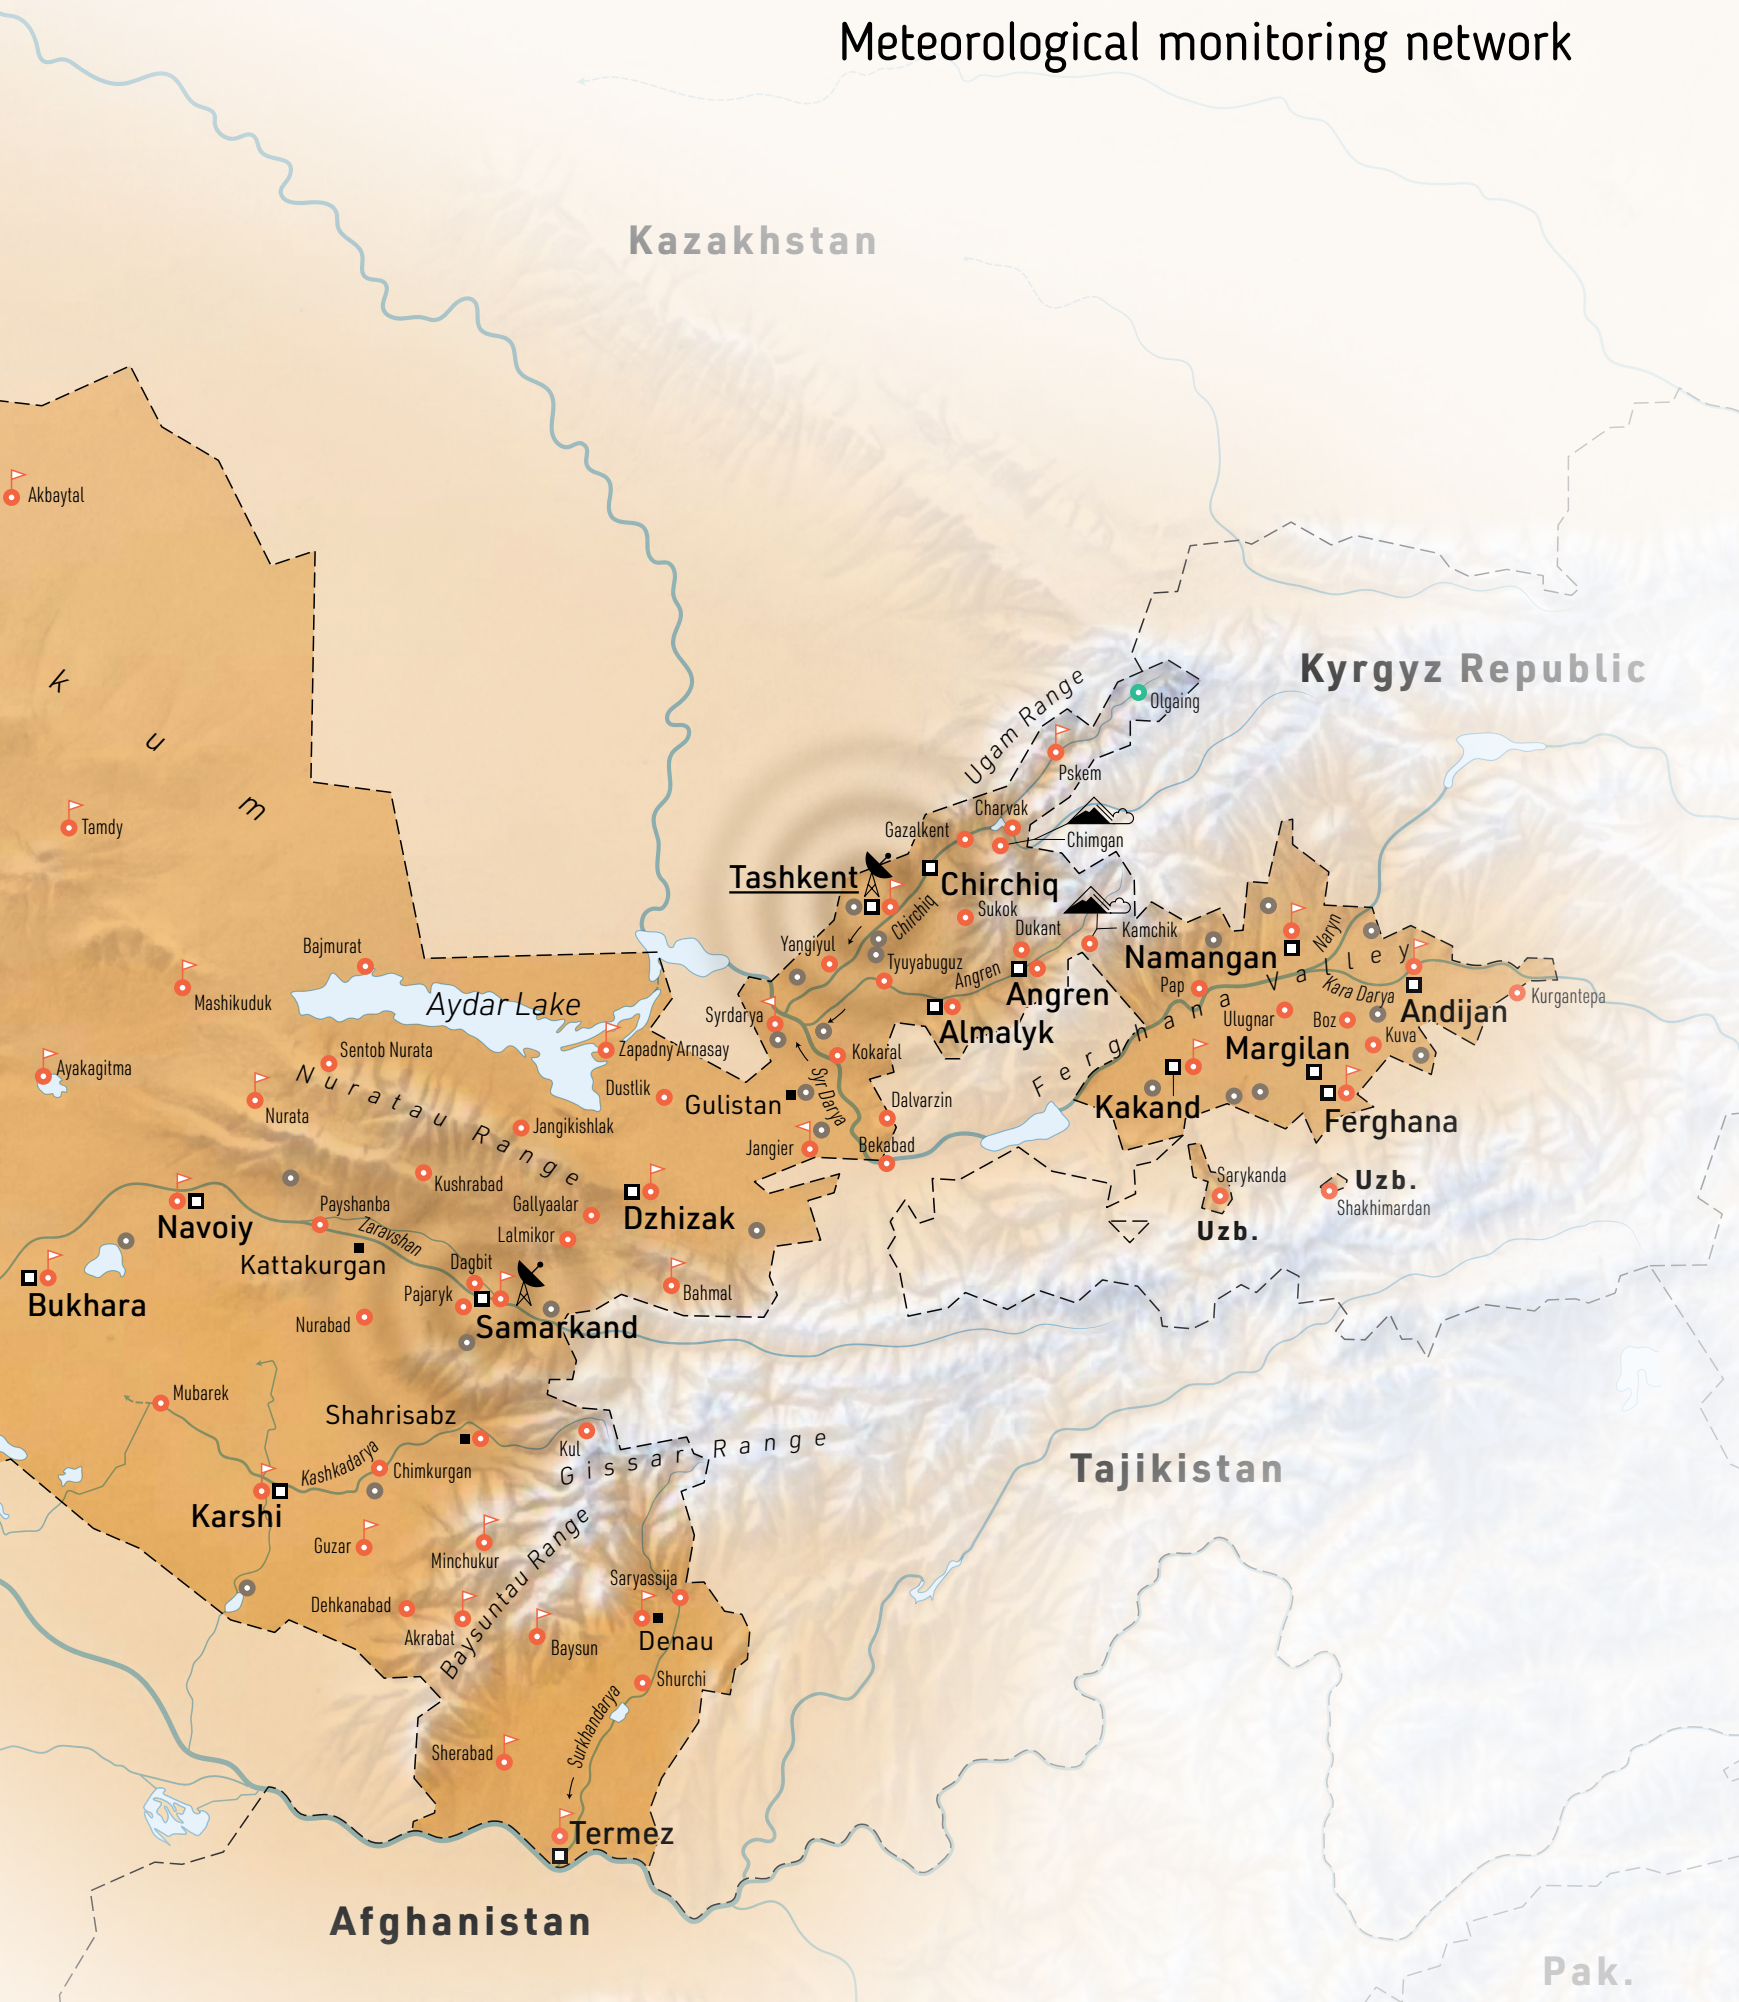 Meteorological monitoring network
Kazakhstan
Akbaytal
k
u
m
Kyrgyz Republic
Ugam Range
Olgaing
Pskem
Charvak
Gazalkent
Chimgan
Tamdy
Tashkent
Chirchiq
Chirchiq
Sukok
Dukant
Kamchik
Yangiyul
Tyuyabuguz
Angren
Angren
Namangan
Naryn
Pap
Ferghana Valley
Kara Darya
Andijan
Kurgantepa
Bajmurat
Mashikuduk
Aydar Lake
Syrdarya
Almalyk
Ulugnar
Boz
Kuva
Margilan
Zapadny Arnasay
Kokaral
Sentob Nurata
Ayakagitma
Nurata
Nuratau Range
Dustlik
Gulistan
Syr Darya
Dalvarzin
Kakand
Ferghana
Jangikishlak
Jangier
Bekabad
Kushrabad
Sarykanda
Uzb.
Shakhimardan
Uzb.
Navoiy
Payshanba
Zaravshan
Gallyaalar
Dzhizak
Lalmikor
Kattakurgan
Dagbit
Bukhara
Pajaryk
Bahmal
Nurabad
Samarkand
Mubarek
Shahrisabz
Kul
Gissar Range
Kashkadarya
Chimkurgan
Tajikistan
Karshi
Guzar
Minchukur
Baysuntau Range
Saryassija
Dehkanabad
Akrabat
Baysun
Denau
Shurchi
Surkhandarya
Sherabad
Termez
Afghanistan
Pak.